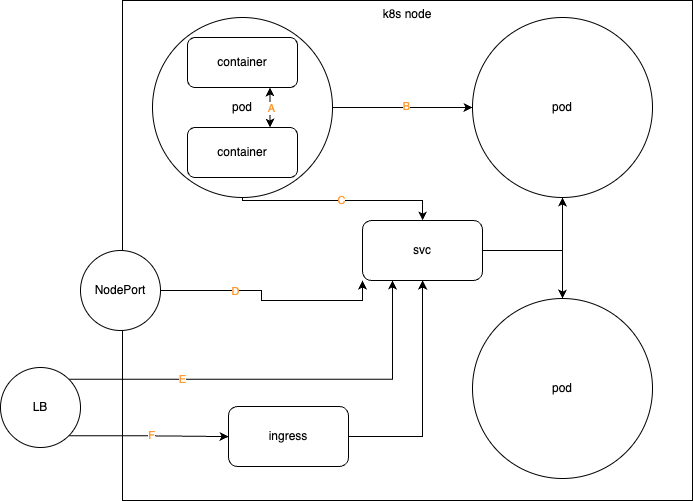 k8s node
container
pod
A
container
B
pod
C
svc
NodePort
D
LB
E
F
ingress
pod